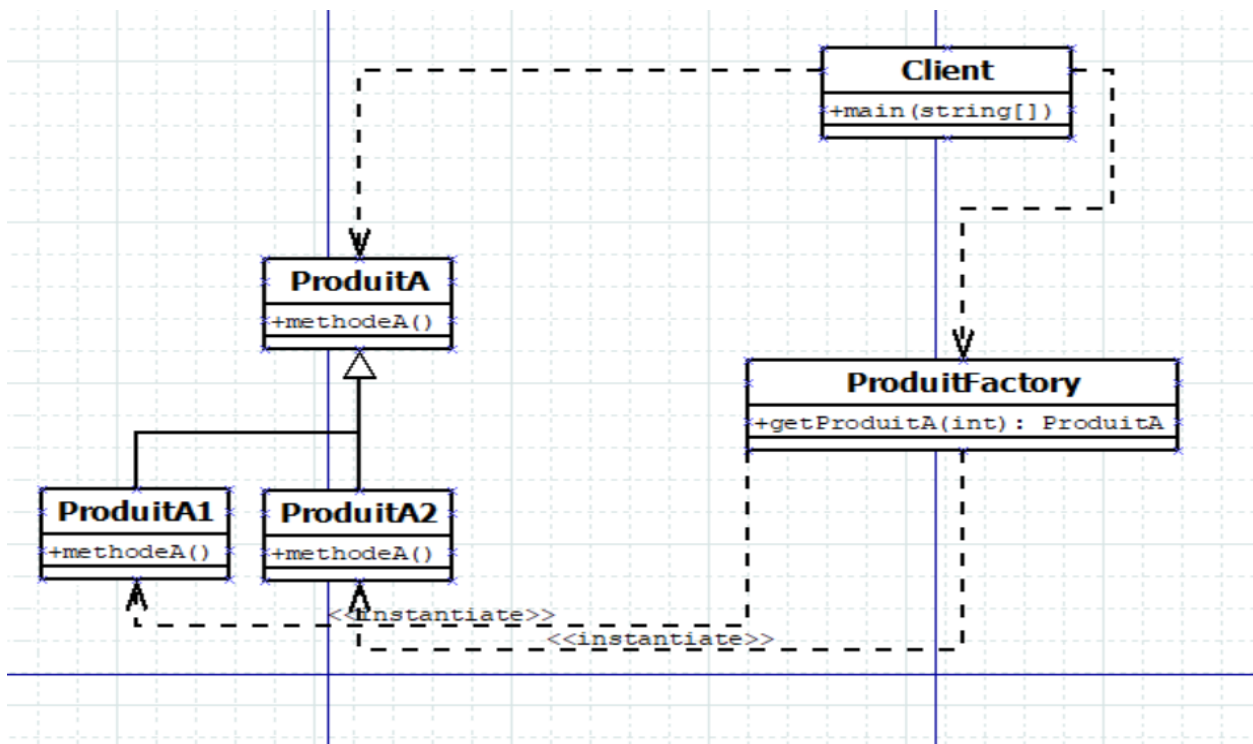 Client
+main(string[])
ProduitA
+methodeA()
ProduitFactory
+getProduitA(int): ProduitA
ProduitA1
+methodeA()
ProduitA2
+methodeA()
<<instantiate>>
<<instantiate>>